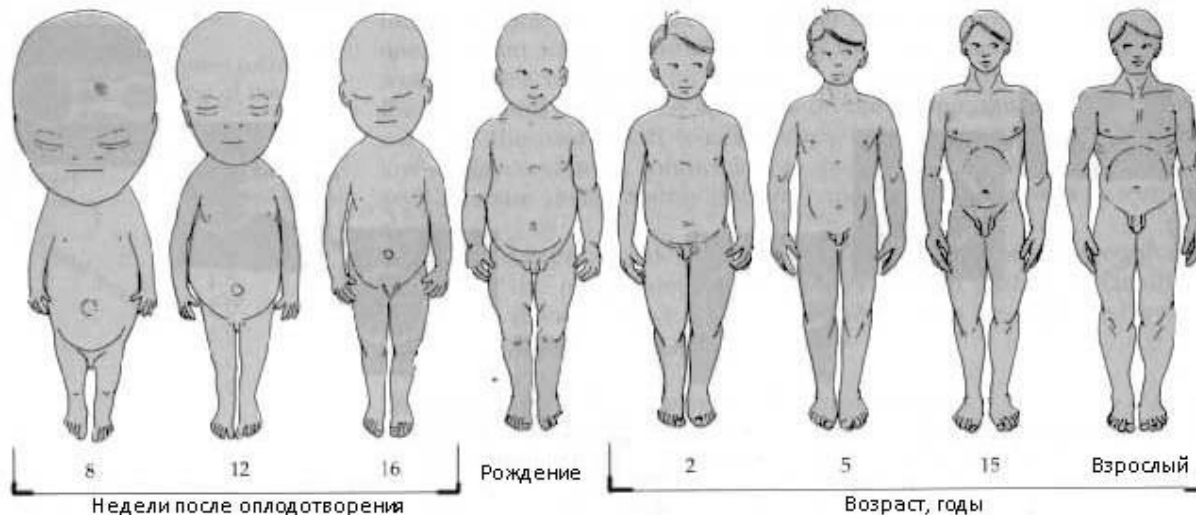 8 12 16 Рождение 2 5 15 Взрослый
Недели после оплодотворения Возраст, годы